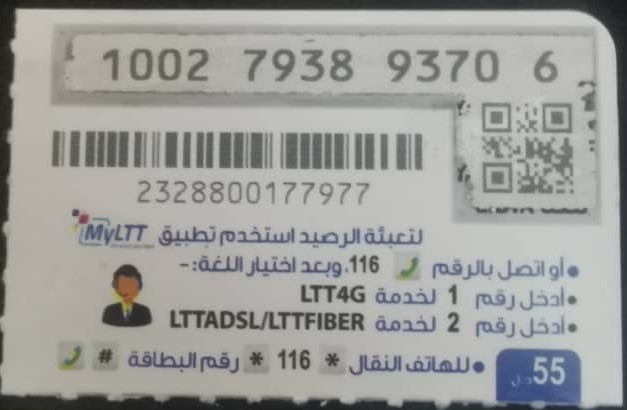 1002 7938 9370 6
2328800177977
لتعبئة الرصيد استخدم تطبيق MyLTT
• أو اتصل بالرقم 116، وبعد اختيار اللغة:-
• أدخل رقم 1 لخدمة LTT4G
• أدخل رقم 2 لخدمة LTTADSL/LTTFIBER
• للهاتف النقال * 116 * رقم البطاقة #
55 د.ل